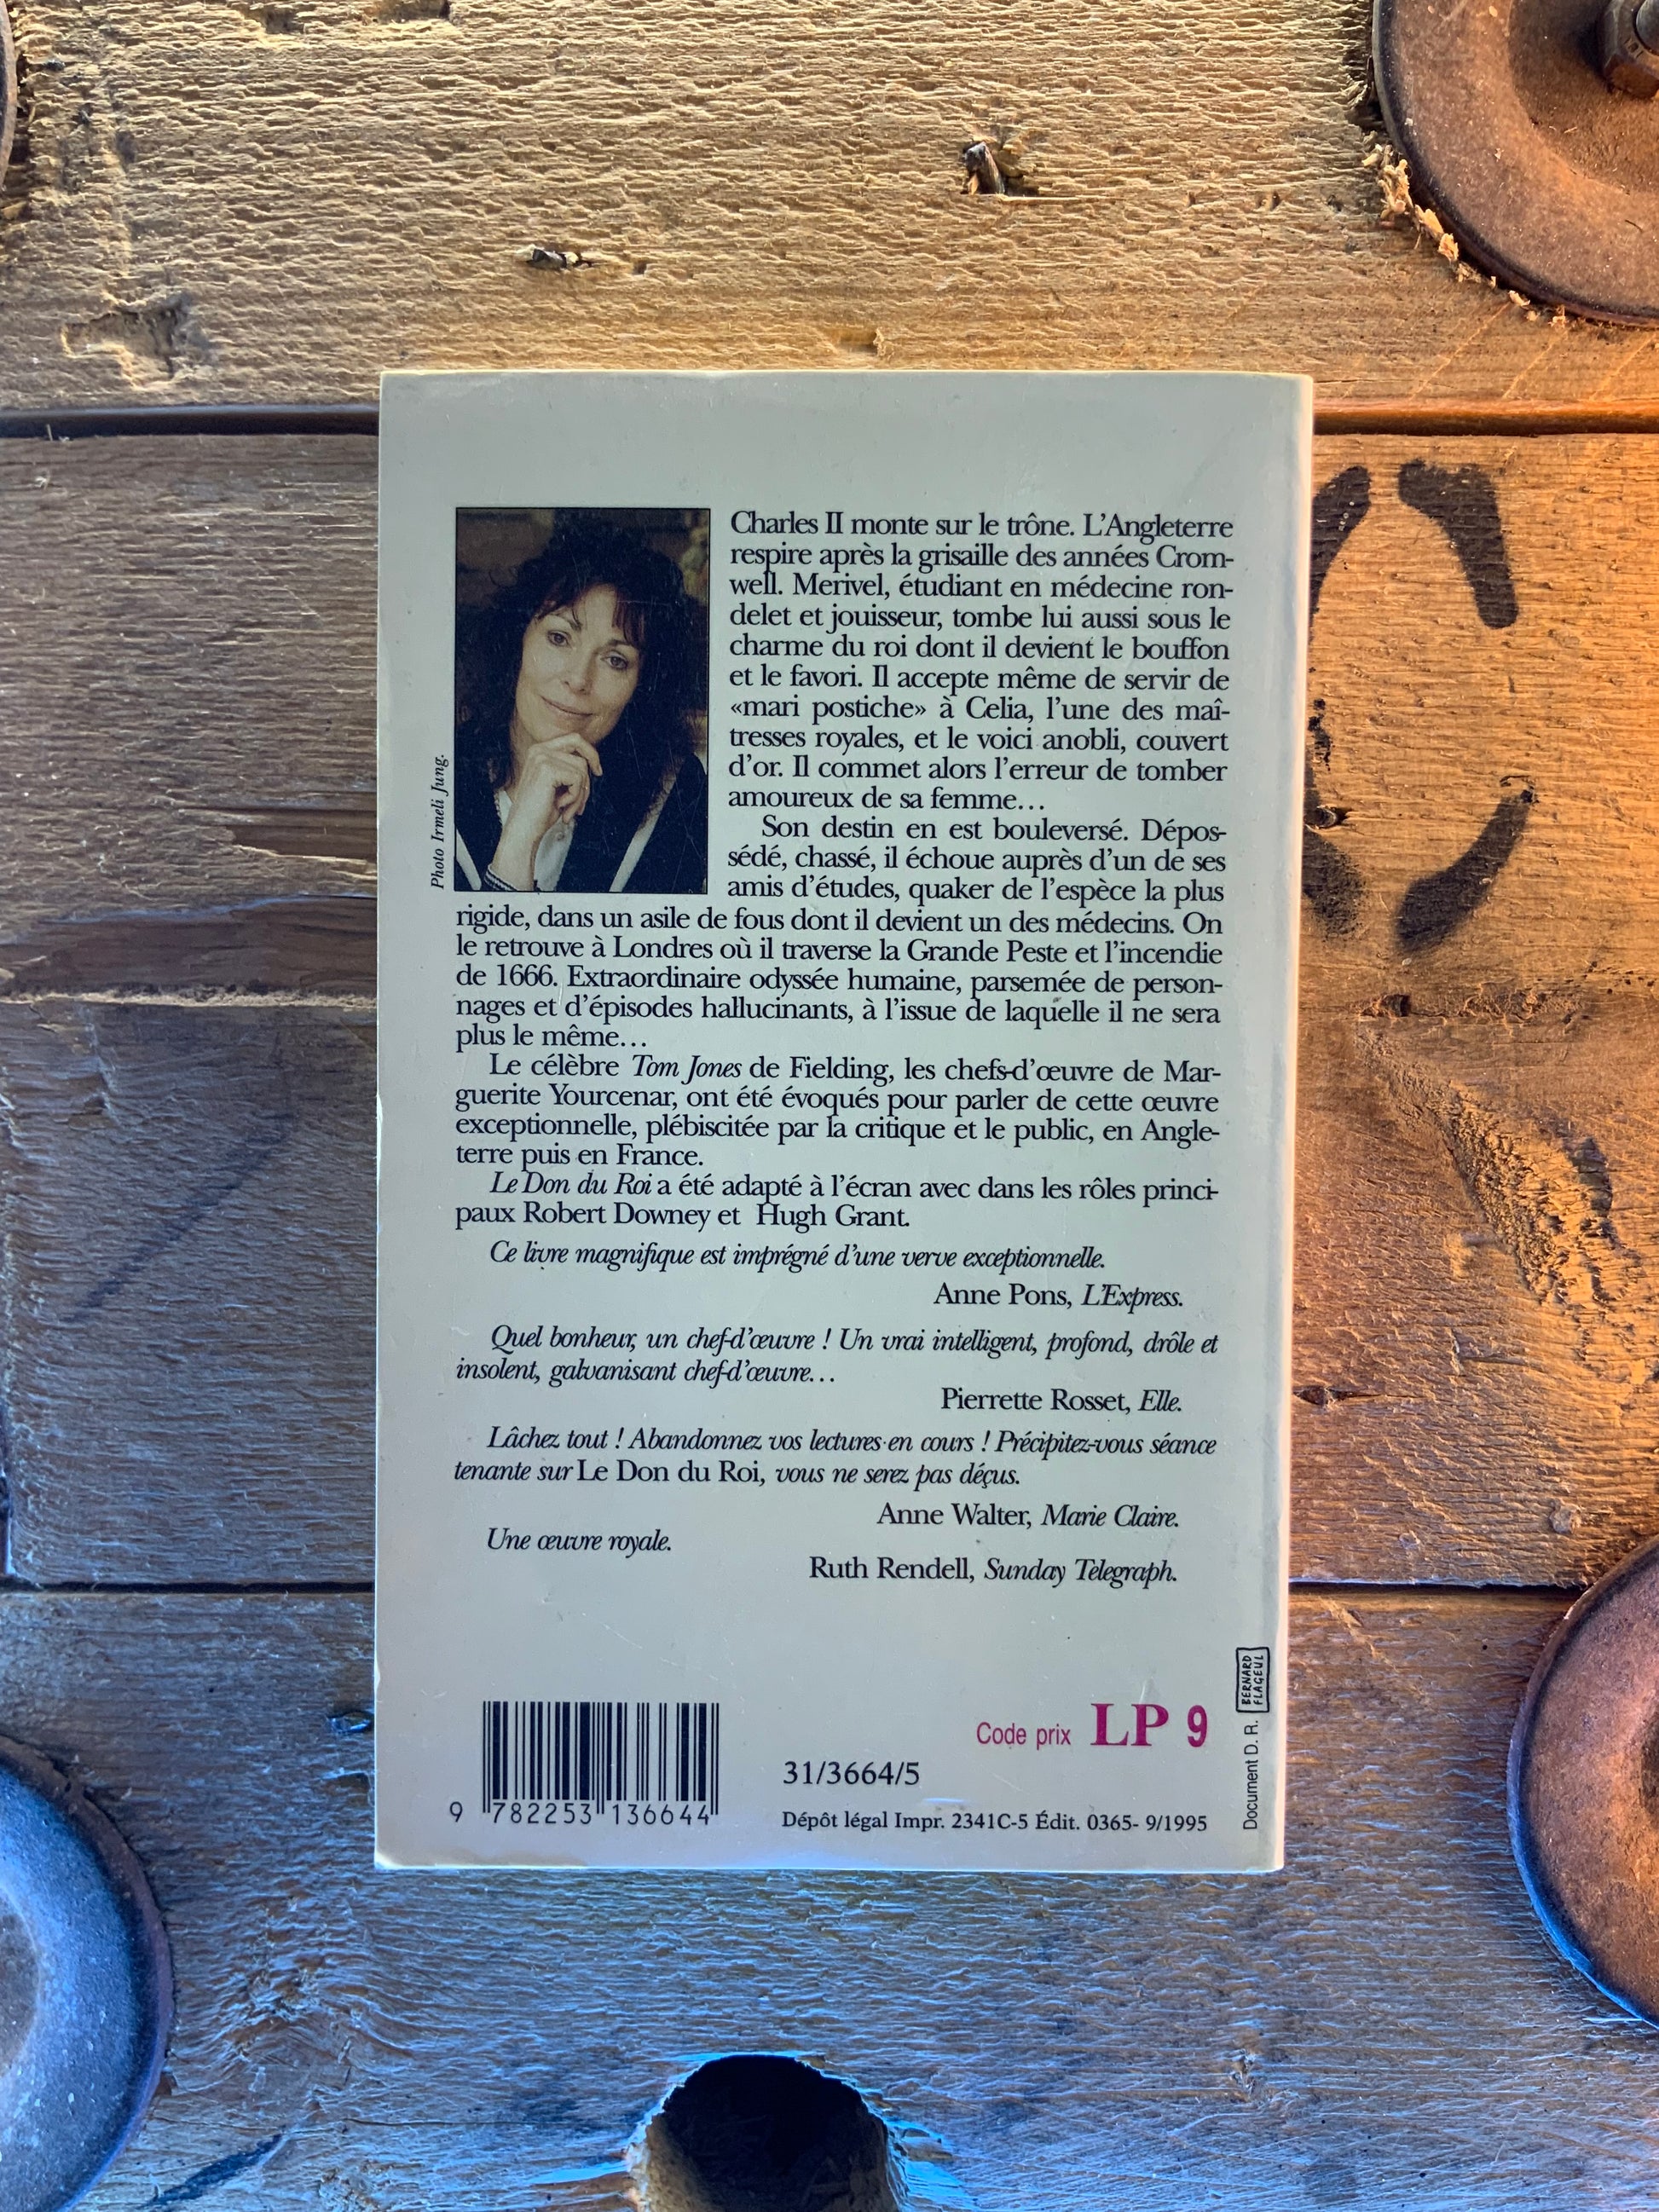 Photo Irmeli Jung.
Charles II monte sur le trône. L'Angleterre
respire après la grisaille des années Crom-
well. Merivel, étudiant en médecine ron-
delet et jouisseur, tombe lui aussi sous le
charme du roi dont il devient le bouffon
et le favori. Il accepte même de servir de
«mari postiche» à Celia, l'une des maî-
tresses royales, et le voici anobli, couvert
d'or. Il commet alors l'erreur de tomber
amoureux de sa femme...
Son destin en est bouleversé. Dépos-
sédé, chassé, il échoue auprès d'un de ses
amis d'études, quaker de l'espèce la plus
rigide, dans un asile de fous dont il devient un des médecins. On
le retrouve à Londres où il traverse la Grande Peste et l'incendie
de 1666. Extraordinaire odyssée humaine, parsemée de person-
nages et d'épisodes hallucinants, à l'issue de laquelle il ne sera
plus le même...
Le célèbre Tom Jones de Fielding, les chefs-d'œuvre de Mar-
guerite Yourcenar, ont été évoqués pour parler de cette œuvre
exceptionnelle, plébiscitée par la critique et le public, en Angle-
terre puis en France.
Le Don du Roi a été adapté à l'écran avec dans les rôles princi-
paux Robert Downey et Hugh Grant.
Ce livre magnifique est imprégné d'une verve exceptionnelle.
Anne Pons, L'Express.
Quel bonheur, un chef-d'œuvre ! Un vrai intelligent, profond, drôle et
insolent, galvanisant chef-d'œuvre...
Pierrette Rosset, Elle.
Lâchez tout ! Abandonnez vos lectures en cours ! Précipitez-vous séance
tenante sur Le Don du Roi, vous ne serez pas déçus.
Anne Walter, Marie Claire.
Une œuvre royale.
Ruth Rendell, Sunday Telegraph.
9 782253 136644
Code prix LP 9
31/3664/5
Dépôt légal Impr. 2341C-5 Édit. 0365- 9/1995
Document D. R.
BERNARD
FLAGEUL